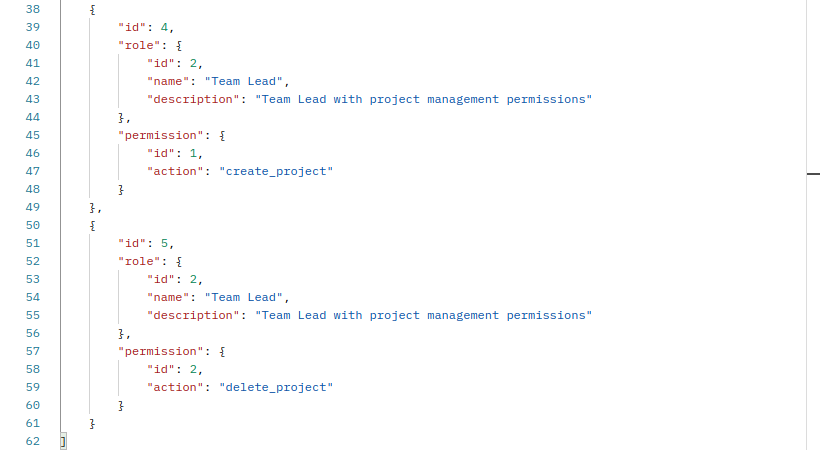 38 {
39 "id": 4,
40 "role": {
41 "id": 2,
42 "name": "Team Lead",
43 "description": "Team Lead with project management permissions"
44 },
45 "permission": {
46 "id": 1,
47 "action": "create_project"
48 }
49 },
50 {
51 "id": 5,
52 "role": {
53 "id": 2,
54 "name": "Team Lead",
55 "description": "Team Lead with project management permissions"
56 },
57 "permission": {
58 "id": 2,
59 "action": "delete_project"
60 }
61 }
62 ]